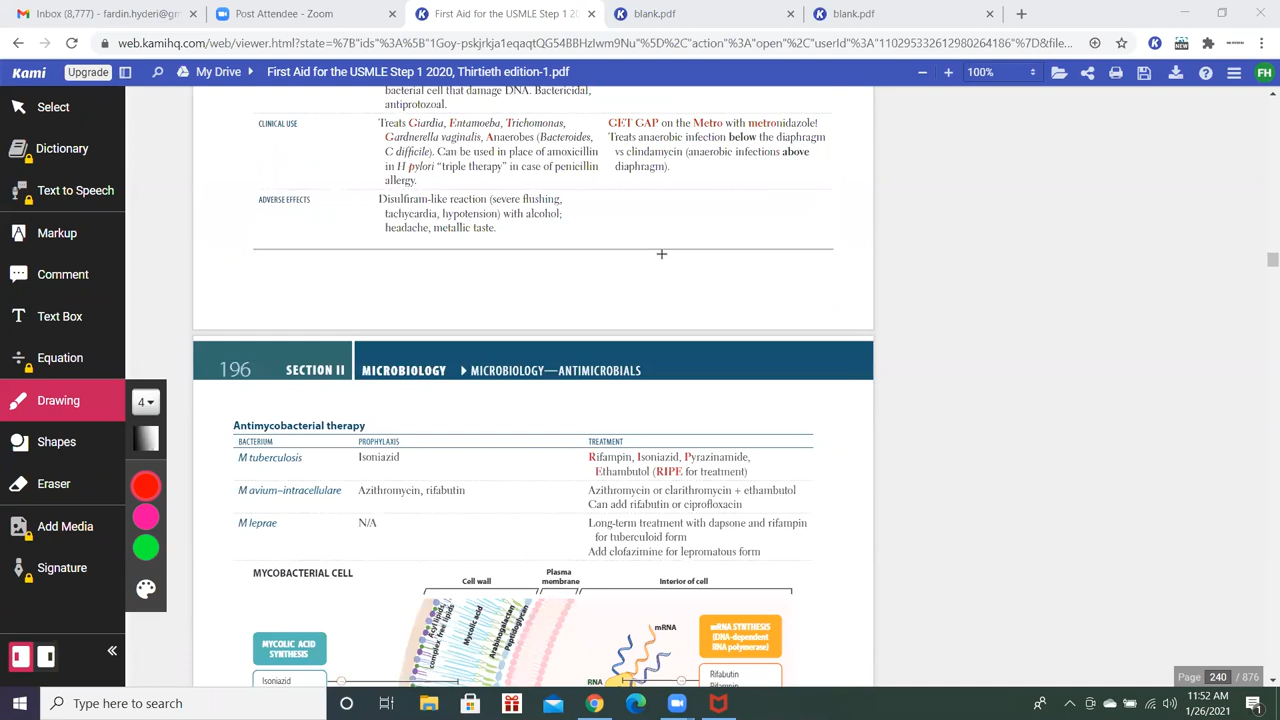 Inbox (8,777) - fardin.hyderi@gm
Post Attendee - Zoom
First Aid for the USMLE Step 1 20
blank.pdf
blank.pdf
web.kamihq.com/web/viewer.html?state=%7B"ids"%3A%5B"1Goy-pskjrkja1eqaqtQG54BBHzIwm9Nu"%5D%2C"action"%3A"open"%2C"userId"%3A"110295332612980264186"%7D&file...
Kami
Upgrade
My Drive
First Aid for the USMLE Step 1 2020, Thirtieth edition-1.pdf
100%
FH
Select
Dictionary
Text to Speech
Markup
Comment
Text Box
Equation
Drawing
Shapes
Eraser
Add Media
Signature
4
bacterial cell that damage DNA. Bactericidal,
antiprotozoal.
CLINICAL USE
Treats Giardia, Entamoeba, Trichomonas,
Gardnerella vaginalis, Anaerobes (Bacteroides,
C difficile). Can be used in place of amoxicillin
in H pylori “triple therapy” in case of penicillin
allergy.
GET GAP on the Metro with metronidazole!
Treats anaerobic infection below the diaphragm
vs clindamycin (anaerobic infections above
diaphragm).
ADVERSE EFFECTS
Disulfiram-like reaction (severe flushing,
tachycardia, hypotension) with alcohol;
headache, metallic taste.
196 SECTION II MICROBIOLOGY ▶ MICROBIOLOGY—ANTIMICROBIALS
Antimycobacterial therapy
BACTERIUM PROPHYLAXIS TREATMENT
M tuberculosis Isoniazid Rifampin, Isoniazid, Pyrazinamide,
Ethambutol (RIPE for treatment)
M avium–intracellulare Azithromycin, rifabutin Azithromycin or clarithromycin + ethambutol
Can add rifabutin or ciprofloxacin
M leprae N/A Long-term treatment with dapsone and rifampin
for tuberculoid form
Add clofazimine for lepromatous form
MYCOBACTERIAL CELL
Cell wall
Plasma
membrane
Interior of cell
complex free lipids
Mycolic acid
Arabinogalactan
Peptidoglycan
MYCOLIC ACID
SYNTHESIS
Isoniazid
mRNA
RNA
mRNA SYNTHESIS
(DNA-dependent
RNA polymerase)
Rifabutin
Rifampin
Page 240 / 876
Type here to search
11:52 AM
1/26/2021